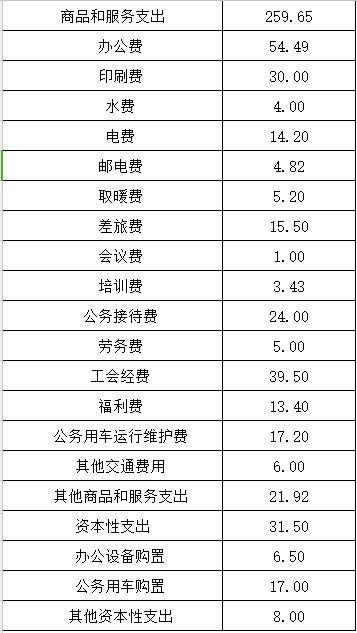 商品和服务支出 259.65
办公费 54.49
印刷费 30.00
水费 4.00
电费 14.20
邮电费 4.82
取暖费 5.20
差旅费 15.50
会议费 1.00
培训费 3.43
公务接待费 24.00
劳务费 5.00
工会经费 39.50
福利费 13.40
公务用车运行维护费 17.20
其他交通费用 6.00
其他商品和服务支出 21.92
资本性支出 31.50
办公设备购置 6.50
公务用车购置 17.00
其他资本性支出 8.00